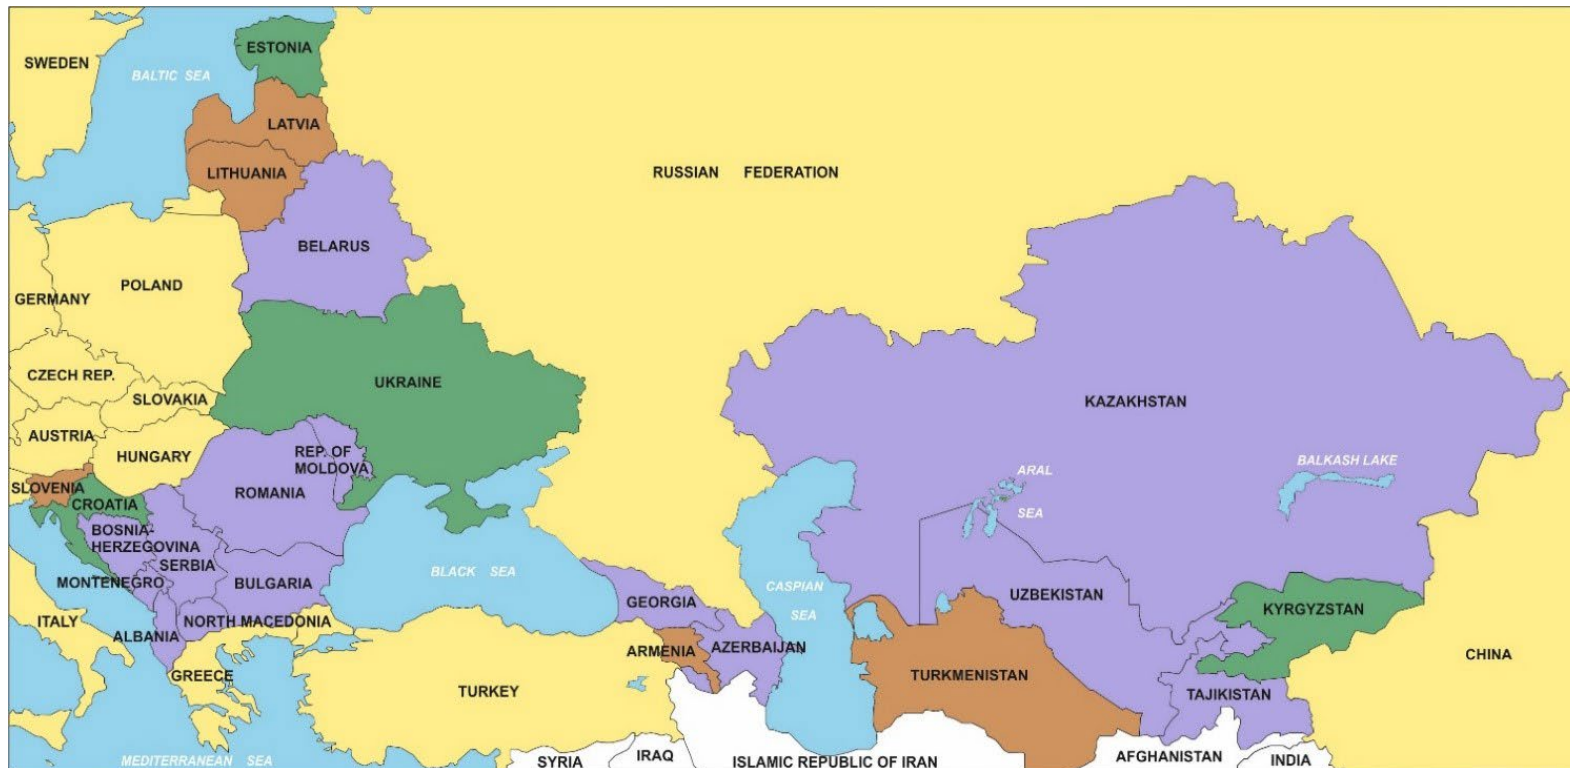 ESTONIA
SWEDEN
BALTIC SEA
LATVIA
LITHUANIA
RUSSIAN FEDERATION
BELARUS
POLAND
GERMANY
CZECH REP.
UKRAINE
SLOVAKIA
KAZAKHSTAN
AUSTRIA
HUNGARY
REP. OF
MOLDOVA
BALKASH LAKE
ARAL
SEA
SLOVENIA
ROMANIA
CROATIA
BOSNIA-
HERZEGOVINA
SERBIA
BLACK SEA
MONTENEGRO
BULGARIA
CASPIAN
SEA
UZBEKISTAN
GEORGIA
KYRGYZSTAN
ITALY
NORTH MACEDONIA
ALBANIA
ARMENIA
AZERBAIJAN
CHINA
GREECE
TURKEY
TURKMENISTAN
TAJIKISTAN
MEDITERRANEAN SEA
SYRIA
IRAQ
ISLAMIC REPUBLIC OF IRAN
AFGHANISTAN
INDIA